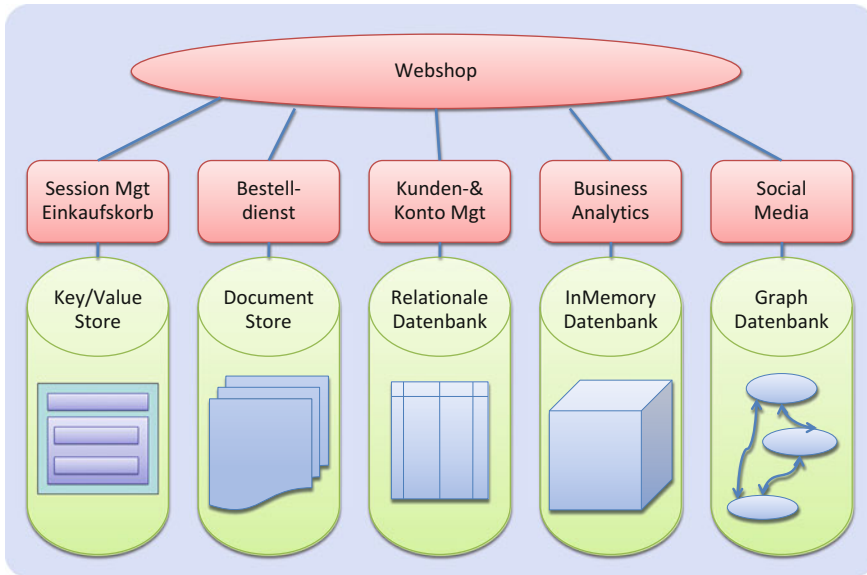 Webshop
Session Mgt
Einkaufskorb
Bestell-
dienst
Kunden-&
Konto Mgt
Business
Analytics
Social
Media
Key/Value
Store
Document
Store
Relationale
Datenbank
InMemory
Datenbank
Graph
Datenbank